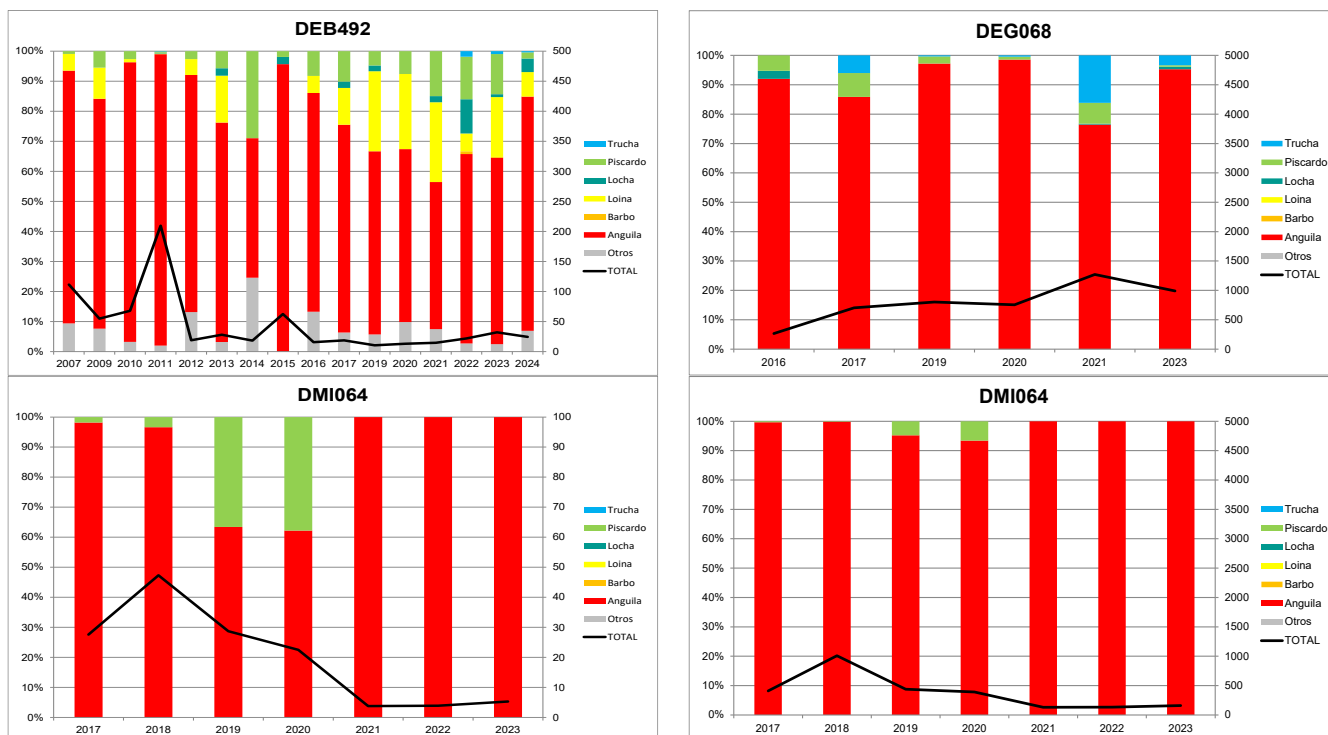 DEB492
100% 500
90% 450
80% 400
70% 350
60% 300
50% 250
40% 200
30% 150
20% 100
10% 50
0% 0
2007 2009 2010 2011 2012 2013 2014 2015 2016 2017 2019 2020 2021 2022 2023 2024
Trucha
Piscardo
Locha
Loina
Barbo
Anguila
Otros
TOTAL
DEG068
100% 5000
90% 4500
80% 4000
70% 3500
60% 3000
50% 2500
40% 2000
30% 1500
20% 1000
10% 500
0% 0
2016 2017 2019 2020 2021 2023
Trucha
Piscardo
Locha
Loina
Barbo
Anguila
Otros
TOTAL
DMI064
100% 100
90% 90
80% 80
70% 70
60% 60
50% 50
40% 40
30% 30
20% 20
10% 10
0% 0
2017 2018 2019 2020 2021 2022 2023
Trucha
Piscardo
Locha
Loina
Barbo
Anguila
Otros
TOTAL
DMI064
100% 5000
90% 4500
80% 4000
70% 3500
60% 3000
50% 2500
40% 2000
30% 1500
20% 1000
10% 500
0% 0
2017 2018 2019 2020 2021 2022 2023
Trucha
Piscardo
Locha
Loina
Barbo
Anguila
Otros
TOTAL